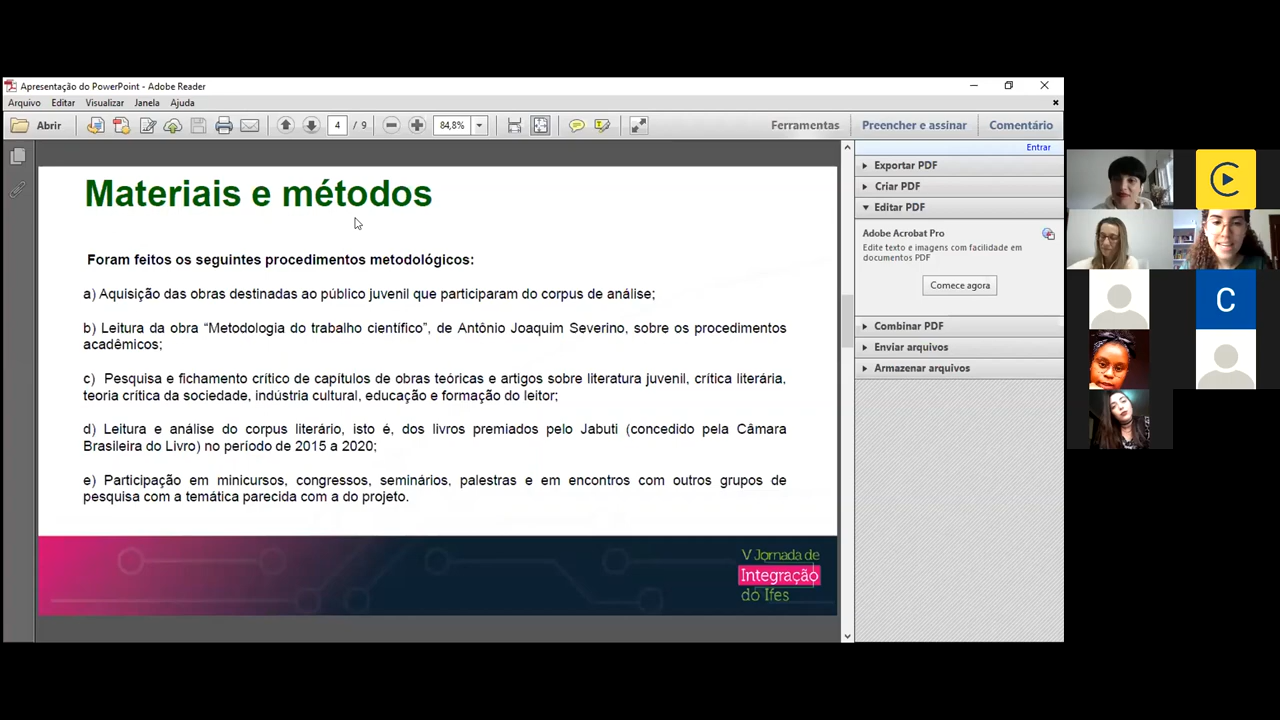 Apresentação do PowerPoint - Adobe Reader
Arquivo Editar Visualizar Janela Ajuda
Abrir
4 / 9
84,8%
Ferramentas
Preencher e assinar
Comentário
Entrar
Materiais e métodos
Foram feitos os seguintes procedimentos metodológicos:
a) Aquisição das obras destinadas ao público juvenil que participaram do corpus de análise;
b) Leitura da obra “Metodologia do trabalho científico”, de Antônio Joaquim Severino, sobre os procedimentos
acadêmicos;
c) Pesquisa e fichamento crítico de capítulos de obras teóricas e artigos sobre literatura juvenil, crítica literária,
teoria crítica da sociedade, indústria cultural, educação e formação do leitor;
d) Leitura e análise do corpus literário, isto é, dos livros premiados pelo Jabuti (concedido pela Câmara
Brasileira do Livro) no período de 2015 a 2020;
e) Participação em minicursos, congressos, seminários, palestras e em encontros com outros grupos de
pesquisa com a temática parecida com a do projeto.
V Jornada de
Integração
do Ifes
Exportar PDF
Criar PDF
Editar PDF
Adobe Acrobat Pro
Edite texto e imagens com facilidade em
documentos PDF
Comece agora
Combinar PDF
Enviar arquivos
Armazenar arquivos
C